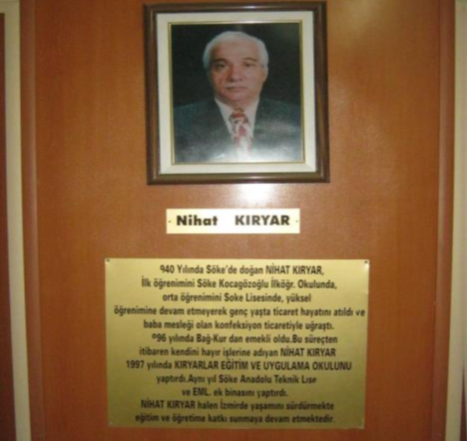 Nihat KIRYAR
940 Yılında Söke'de doğan NİHAT KIRYAR,
İlk öğrenimini Söke Kocagözoğlu İlköğr. Okulunda,
orta öğrenimini Soke Lisesinde, yüksel
öğrenimine devam etmeyerek genç yaşta ticaret hayatını atıldı ve
baba mesleği olan konfeksiyon ticaretiyle uğraştı.
996 yılında Bağ-Kur dan emekli oldu.Bu süreçten
itibaren kendini hayır işlerine adıyan NİHAT KIRYAR
1997 yılında KIRYARLAR EĞİTİM VE UYGULAMA OKULUNU
yaptırdı.Aynı yıl Söke Anadolu Teknik Lise
ve EML. ek binasını yaptırdı.
NİHAT KIRYAR halen İzmirde yaşamını sürdürmekte
eğitim ve öğretime katkı sunmaya devam etmektedir.